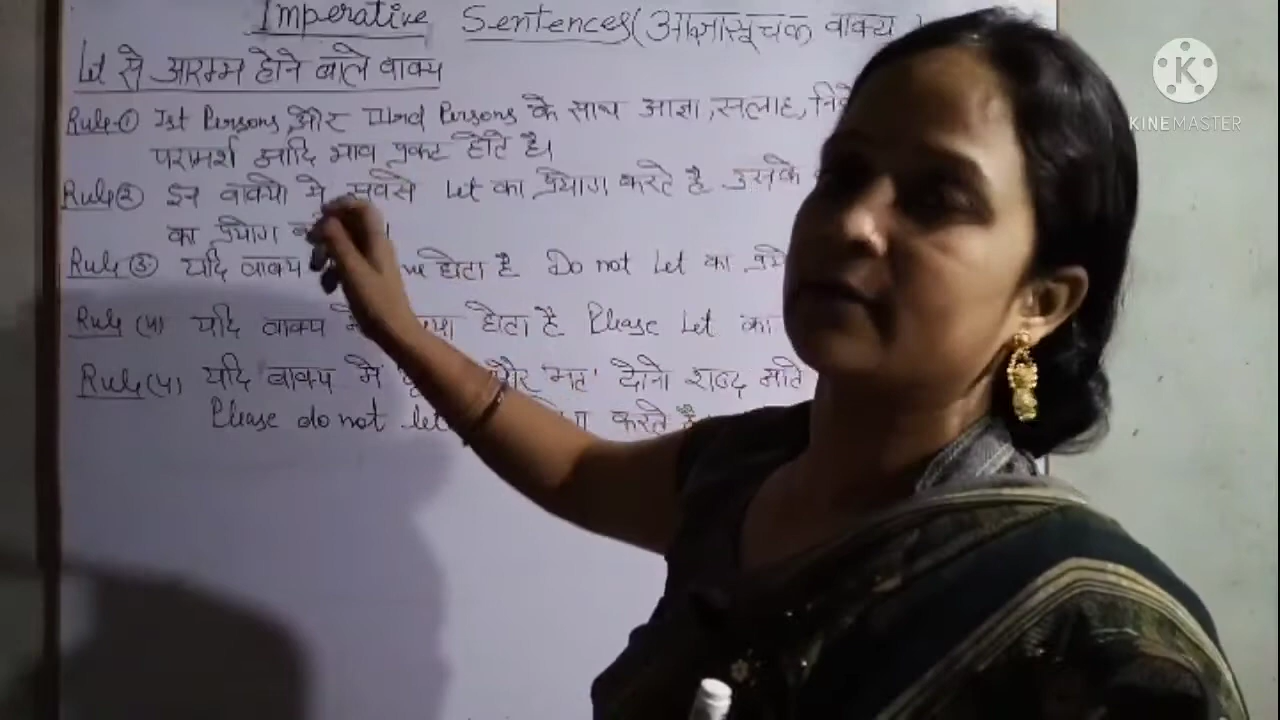 Imperative Sentences (आज्ञासूचक वाक्य
Let से आरम्भ होने वाले वाक्य
Rule-① Ist Persons और IIIrd Persons के साथ आज्ञा, सलाह,
परामर्श आदि भाव प्रकट होते है।
Rule② इन वाक्यो मे सबसे Let का प्रयोग करते है उसके
का प्रयोग
Rule③ यदि वाक्य होता है Do not Let का
Rule (4) यदि वाक्य होता है Please Let का
Rule(4) यदि वाक्य मे और 'मत' दोनो शब्द आते
Please do not let करते है
K
KINEMASTER